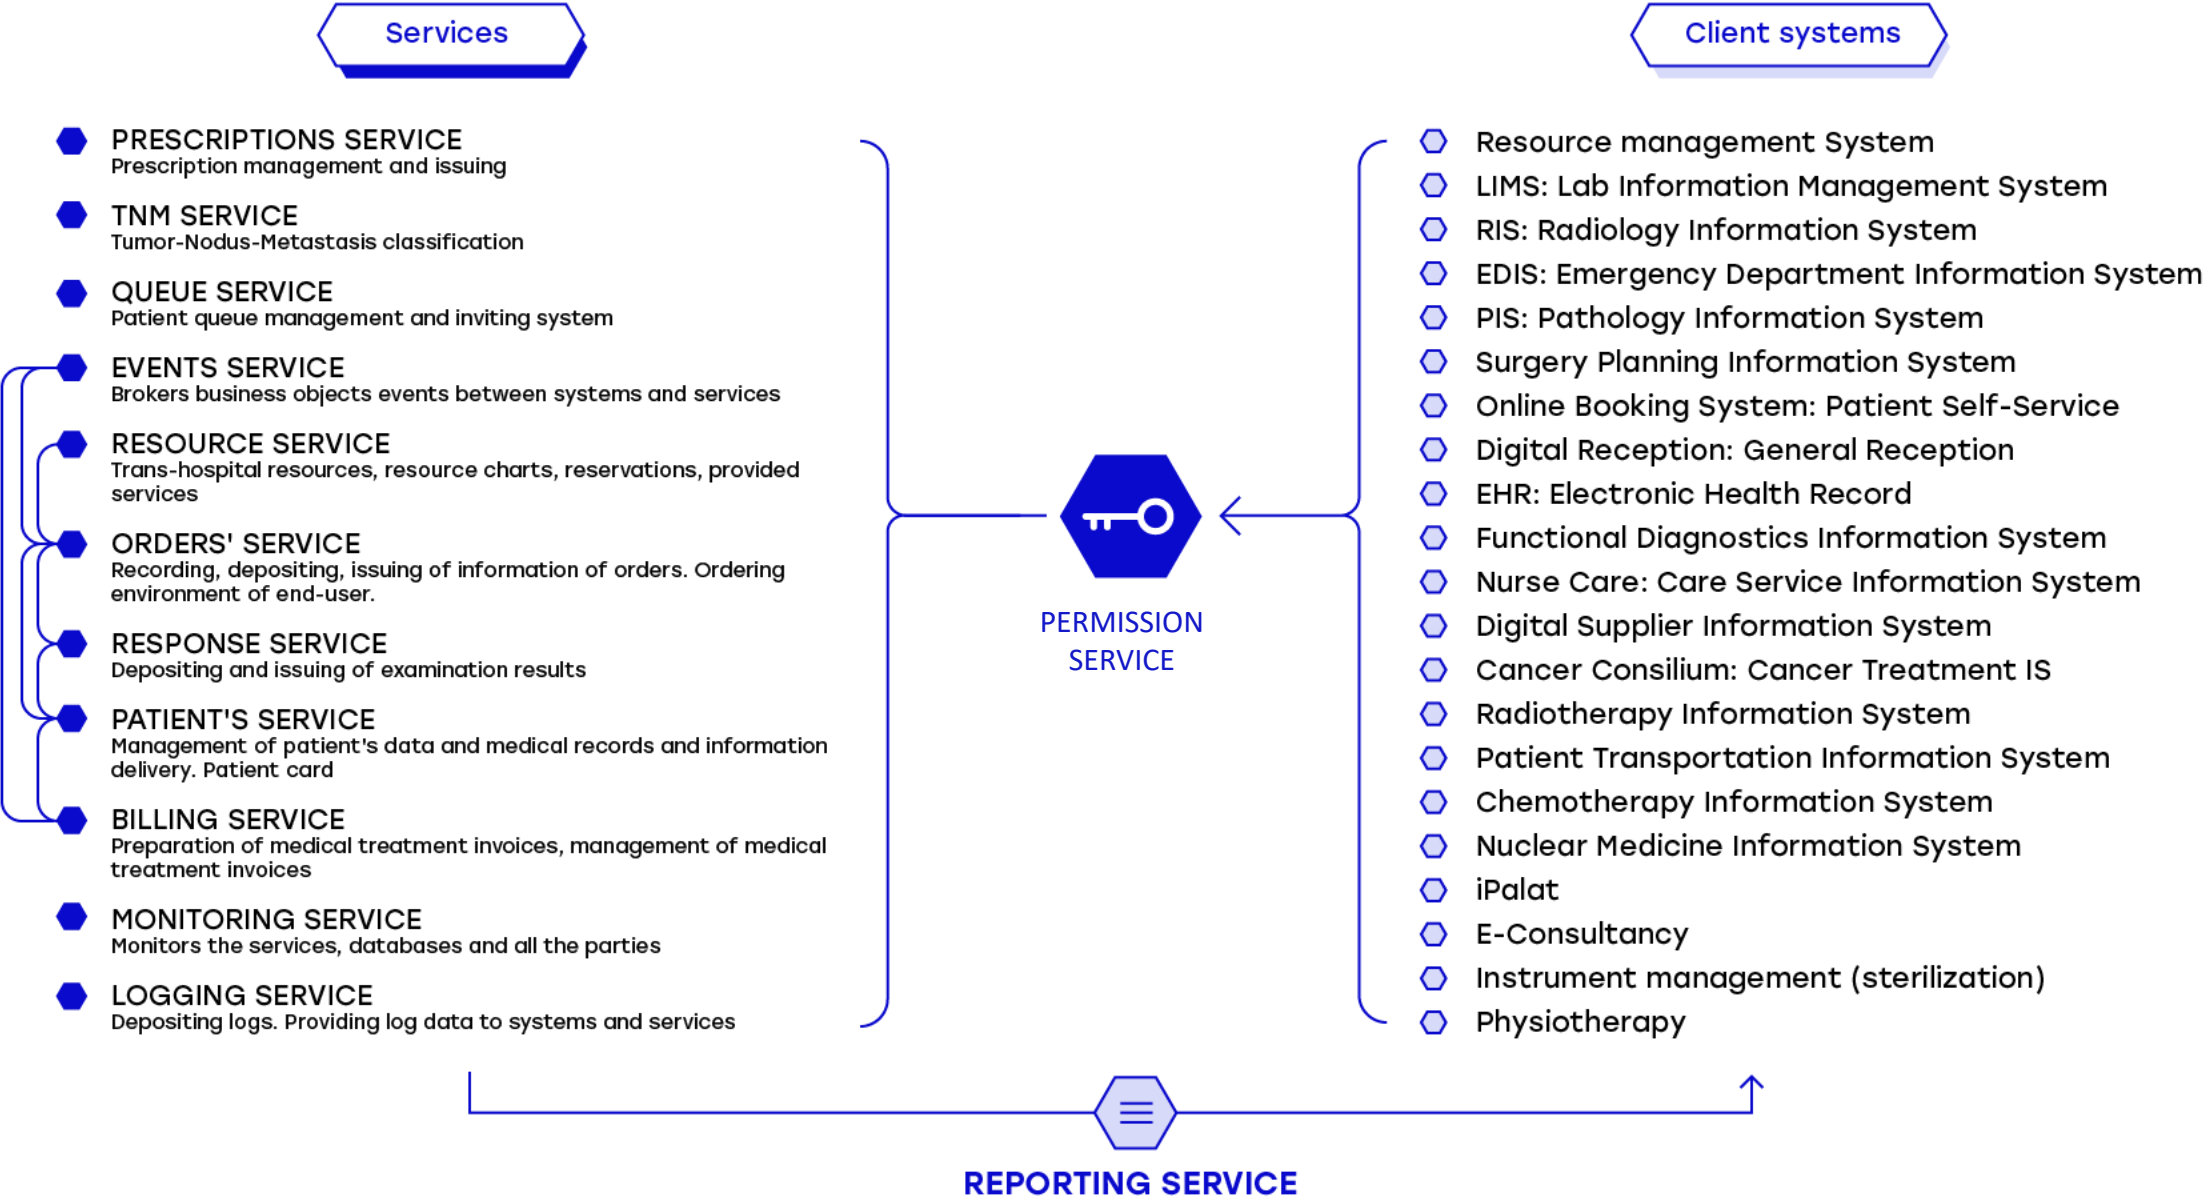 Services
PRESCRIPTIONS SERVICE
Prescription management and issuing
TNM SERVICE
Tumor-Nodus-Metastasis classification
QUEUE SERVICE
Patient queue management and inviting system
EVENTS SERVICE
Brokers business objects events between systems and services
RESOURCE SERVICE
Trans-hospital resources, resource charts, reservations, provided
services
ORDERS' SERVICE
Recording, depositing, issuing of information of orders. Ordering
environment of end-user.
RESPONSE SERVICE
Depositing and issuing of examination results
PATIENT'S SERVICE
Management of patient's data and medical records and information
delivery. Patient card
BILLING SERVICE
Preparation of medical treatment invoices, management of medical
treatment invoices
MONITORING SERVICE
Monitors the services, databases and all the parties
LOGGING SERVICE
Depositing logs. Providing log data to systems and services
PERMISSION
SERVICE
Client systems
Resource management System
LIMS: Lab Information Management System
RIS: Radiology Information System
EDIS: Emergency Department Information System
PIS: Pathology Information System
Surgery Planning Information System
Online Booking System: Patient Self-Service
Digital Reception: General Reception
EHR: Electronic Health Record
Functional Diagnostics Information System
Nurse Care: Care Service Information System
Digital Supplier Information System
Cancer Consilium: Cancer Treatment IS
Radiotherapy Information System
Patient Transportation Information System
Chemotherapy Information System
Nuclear Medicine Information System
iPalat
E-Consultancy
Instrument management (sterilization)
Physiotherapy
REPORTING SERVICE